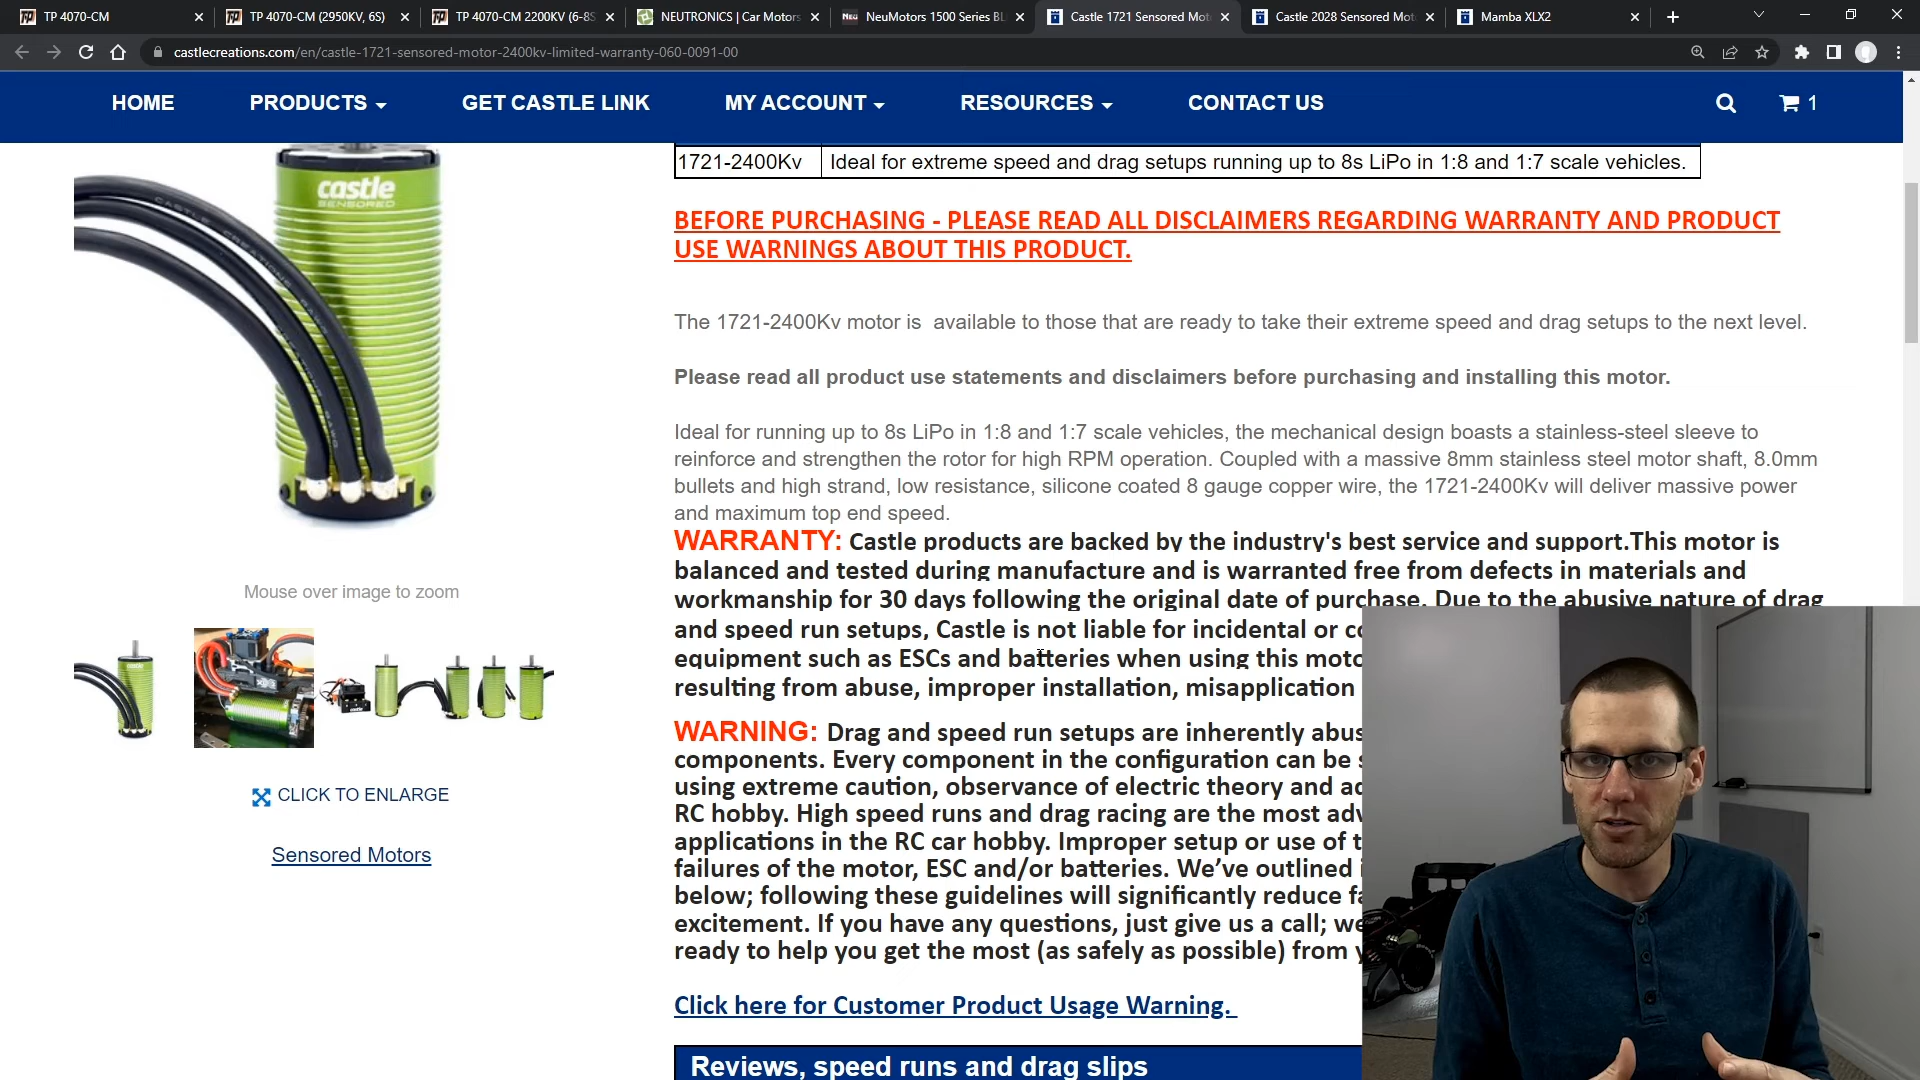 TP 4070-CM
TP 4070-CM (2950KV, 6S)
TP 4070-CM 2200KV (6-8S
NEUTRONICS | Car Motors
NeuMotors 1500 Series BL
Castle 1721 Sensored Mot
Castle 2028 Sensored Mot
Mamba XLX2
castlecreations.com/en/castle-1721-sensored-motor-2400kv-limited-warranty-060-0091-00
HOME PRODUCTS GET CASTLE LINK MY ACCOUNT RESOURCES CONTACT US 1
castle
SENSORED
Mouse over image to zoom
CLICK TO ENLARGE
Sensored Motors
1721-2400Kv Ideal for extreme speed and drag setups running up to 8s LiPo in 1:8 and 1:7 scale vehicles.
BEFORE PURCHASING - PLEASE READ ALL DISCLAIMERS REGARDING WARRANTY AND PRODUCT
USE WARNINGS ABOUT THIS PRODUCT.
The 1721-2400Kv motor is available to those that are ready to take their extreme speed and drag setups to the next level.
Please read all product use statements and disclaimers before purchasing and installing this motor.
Ideal for running up to 8s LiPo in 1:8 and 1:7 scale vehicles, the mechanical design boasts a stainless-steel sleeve to
reinforce and strengthen the rotor for high RPM operation. Coupled with a massive 8mm stainless steel motor shaft, 8.0mm
bullets and high strand, low resistance, silicone coated 8 gauge copper wire, the 1721-2400Kv will deliver massive power
and maximum top end speed.
WARRANTY: Castle products are backed by the industry's best service and support.This motor is
balanced and tested during manufacture and is warranted free from defects in materials and
workmanship for 30 days following the original date of purchase. Due to the abusive nature of drag
and speed run setups, Castle is not liable for incidental or
equipment such as ESCs and batteries when using this
resulting from abuse, improper installation, misapplication
WARNING: Drag and speed run setups are inherently
components. Every component in the configuration can be
using extreme caution, observance of electric theory and
RC hobby. High speed runs and drag racing are the most
applications in the RC car hobby. Improper setup or use of
failures of the motor, ESC and/or batteries. We've outlined
below; following these guidelines will significantly reduce
excitement. If you have any questions, just give us a call;
ready to help you get the most (as safely as possible) from
Click here for Customer Product Usage Warning.
Reviews, speed runs and drag slips